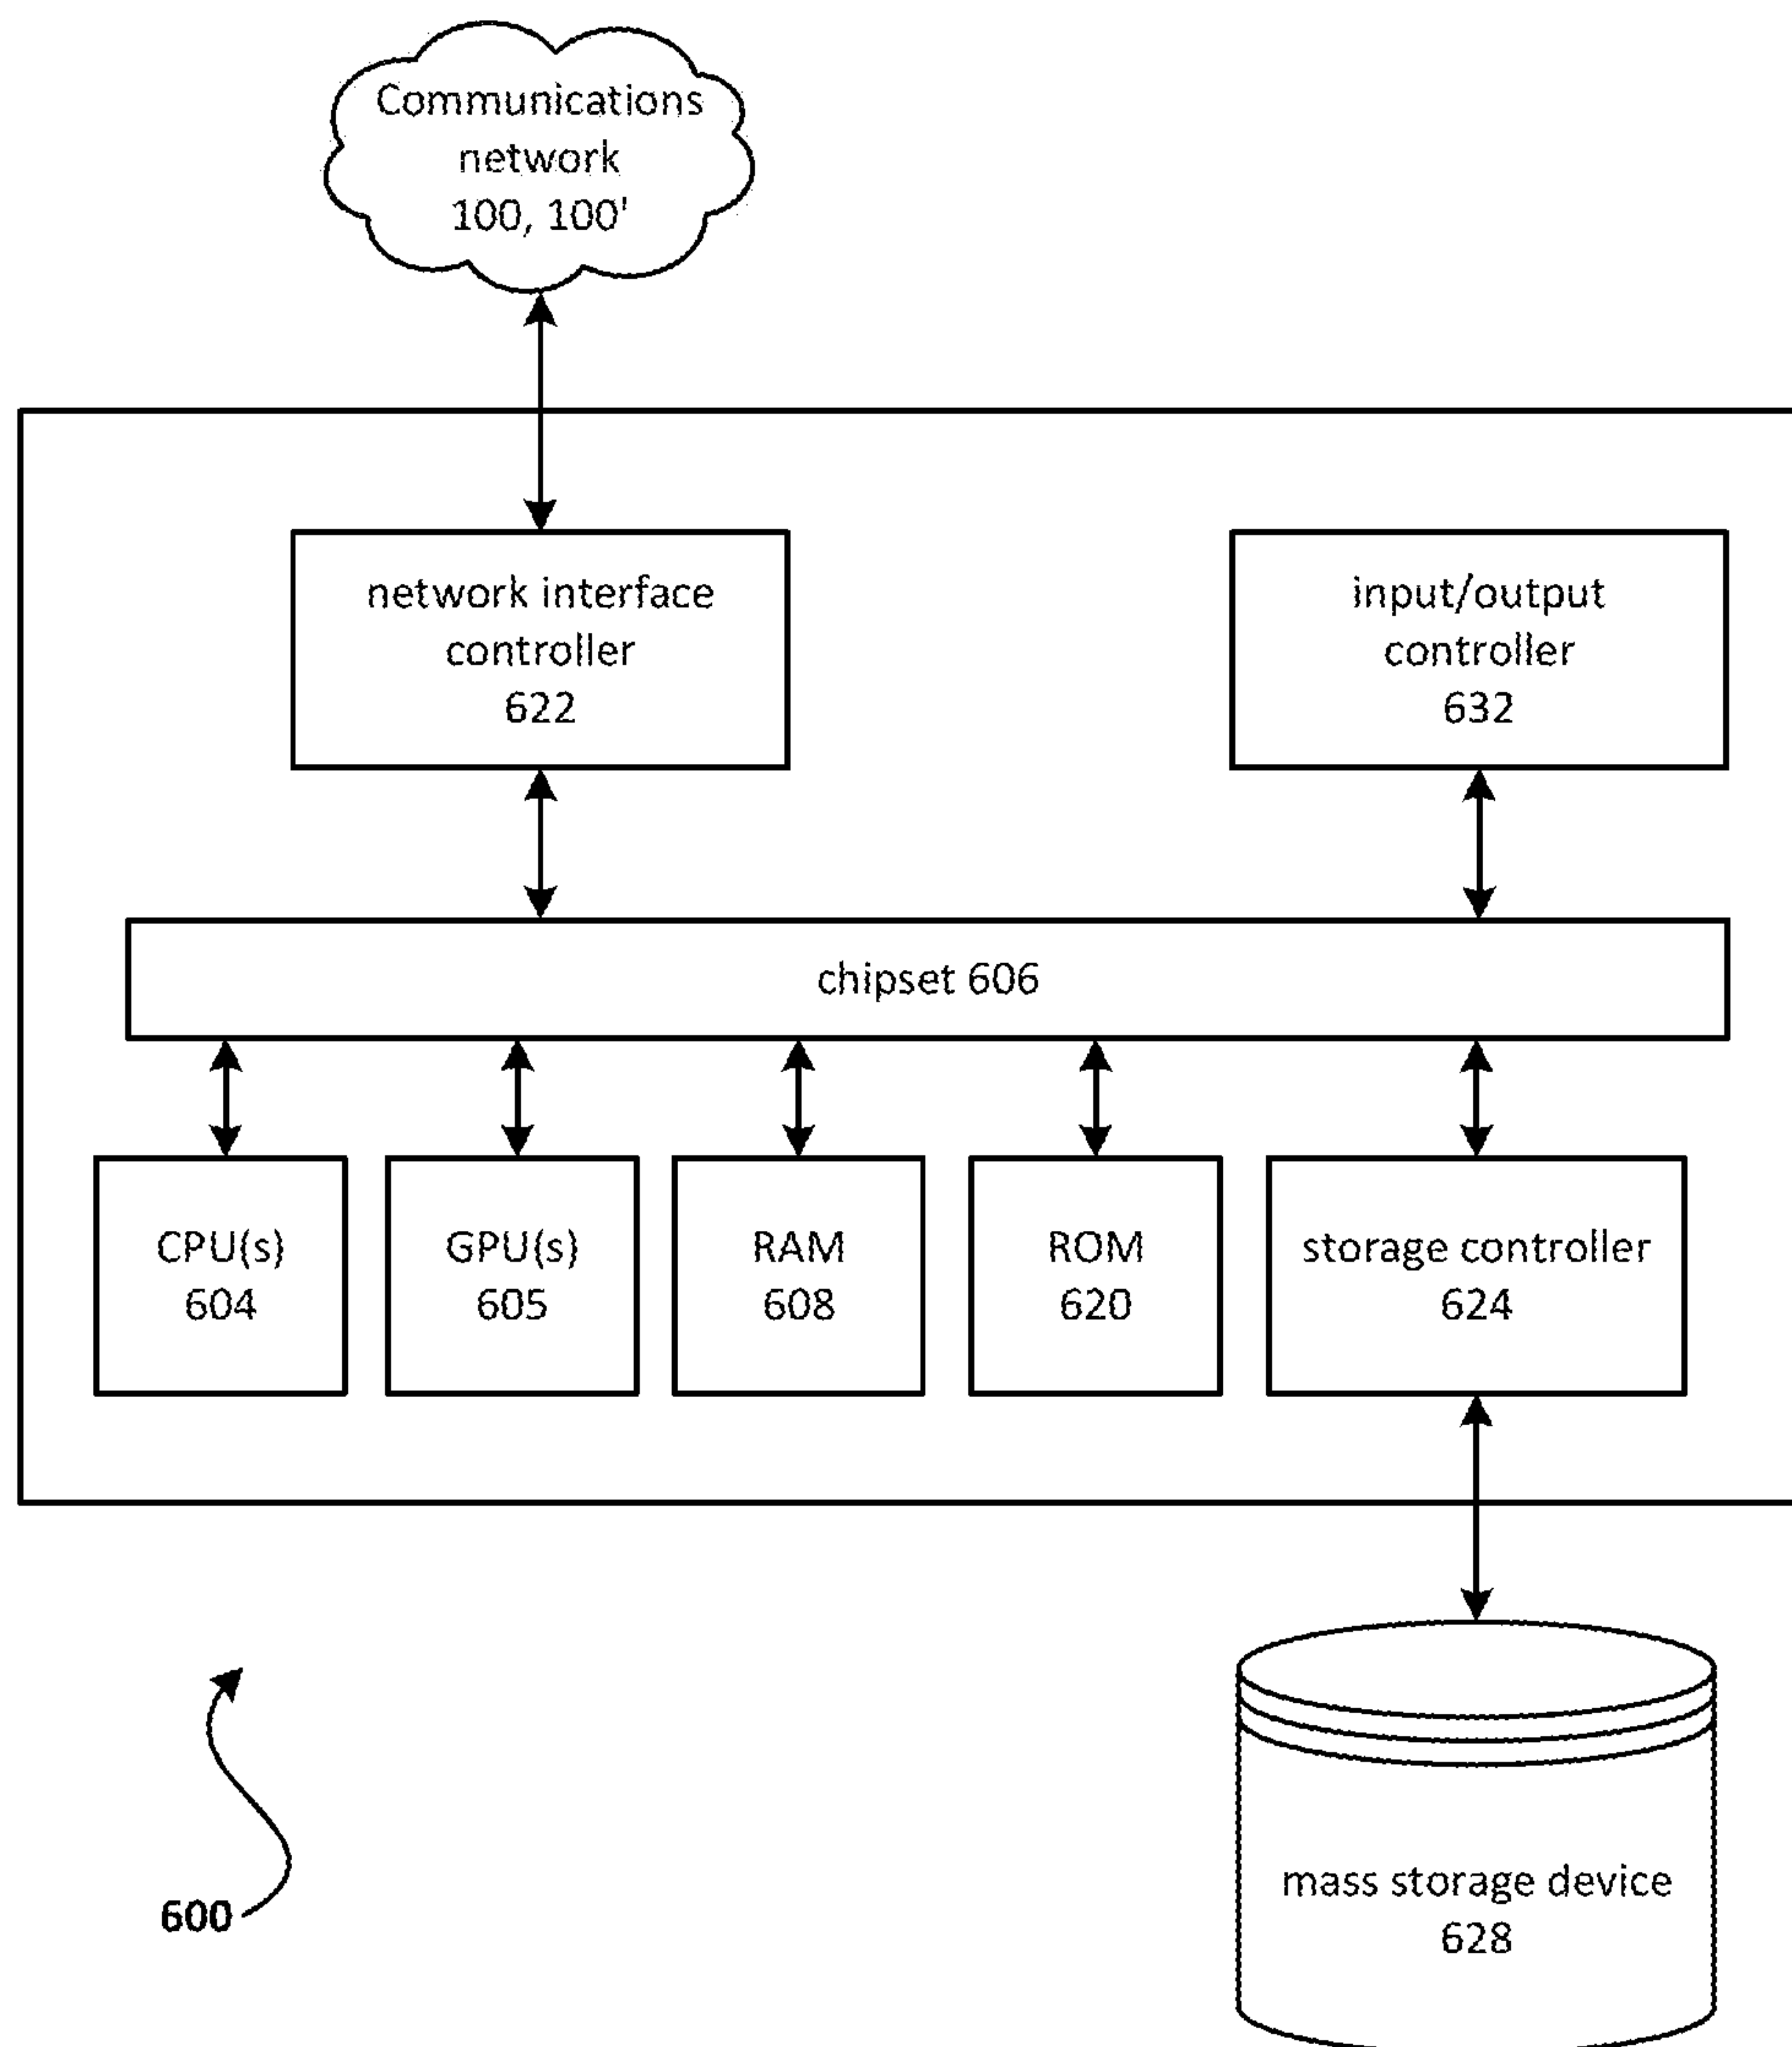 Communications
network
100, 100'
network interface
controller
622
input/output
controller
632
chipset 606
CPU(s)
604
GPU(s)
605
RAM
608
ROM
620
storage controller
624
600
mass storage device
628